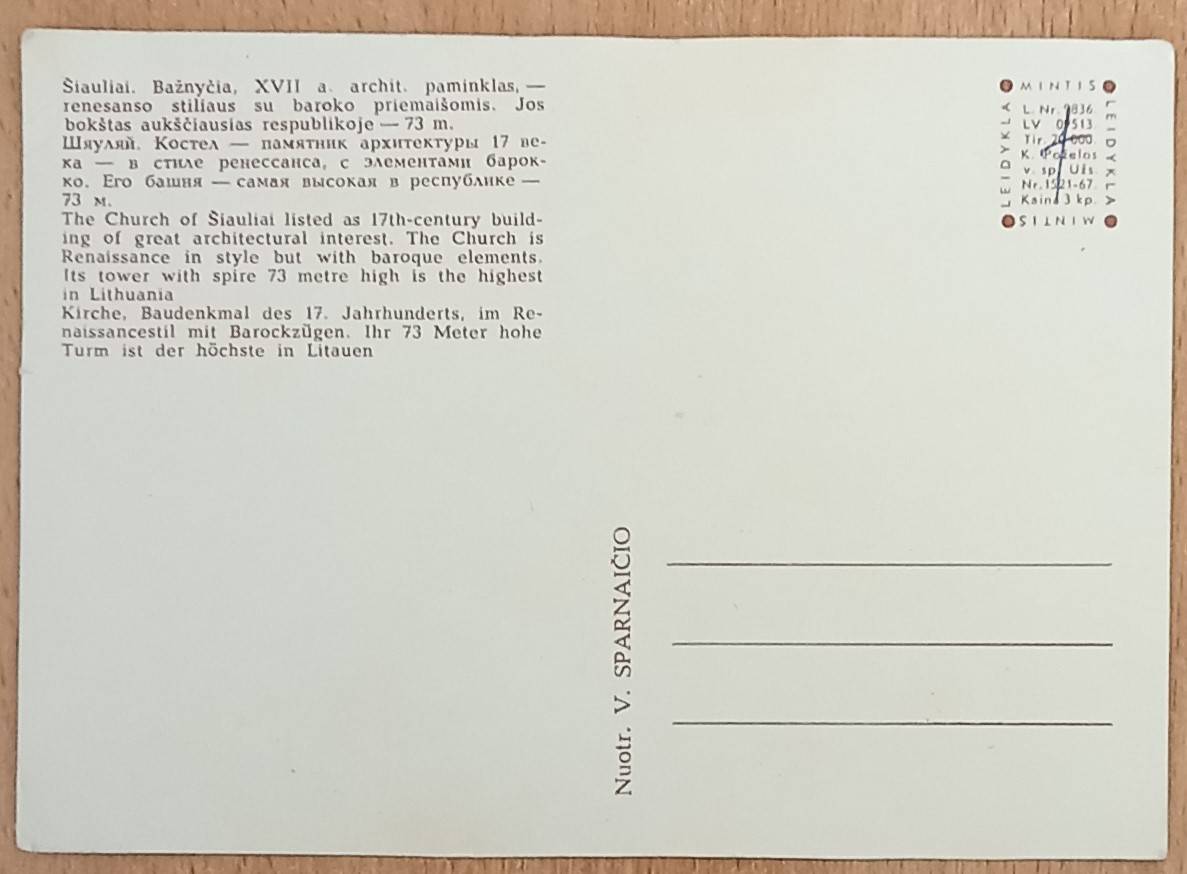 Šiauliai. Bažnyčia, XVII a. archit. paminklas, —
renesanso stiliaus su baroko priemaišomis. Jos
bokštas aukščiausias respublikoje — 73 m.
Шяуляй. Костел — памятник архитектуры 17 ве-
ка — в стиле ренессанса, с элементами барок-
ко. Его башня — самая высокая в республике —
73 м.
The Church of Šiauliai listed as 17th-century build-
ing of great architectural interest. The Church is
Renaissance in style but with baroque elements.
Its tower with spire 73 metre high is the highest
in Lithuania
Kirche, Baudenkmal des 17. Jahrhunderts, im Re-
naissancestil mit Barockzügen. Ihr 73 Meter hohe
Turm ist der höchste in Litauen
MINTIS
LEIDYKLA
L. Nr.
LV
Tir.
K. Poželos
v. sp. Užs.
Nr. 1521-67.
Kaina 3 kp.
LEIDYKLA
MINTIS
Nuotr. V. SPARNAIČIO